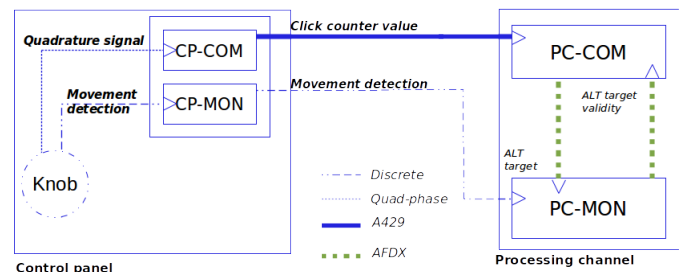 Click counter value
Quadrature signal
CP-COM
PC-COM
Movement
detection
CP-MON
Movement detection
ALT target
validity
ALT
target
Knob
Discrete
Quad-phase
PC-MON
A429
AFDX
Control panel
Processing channel